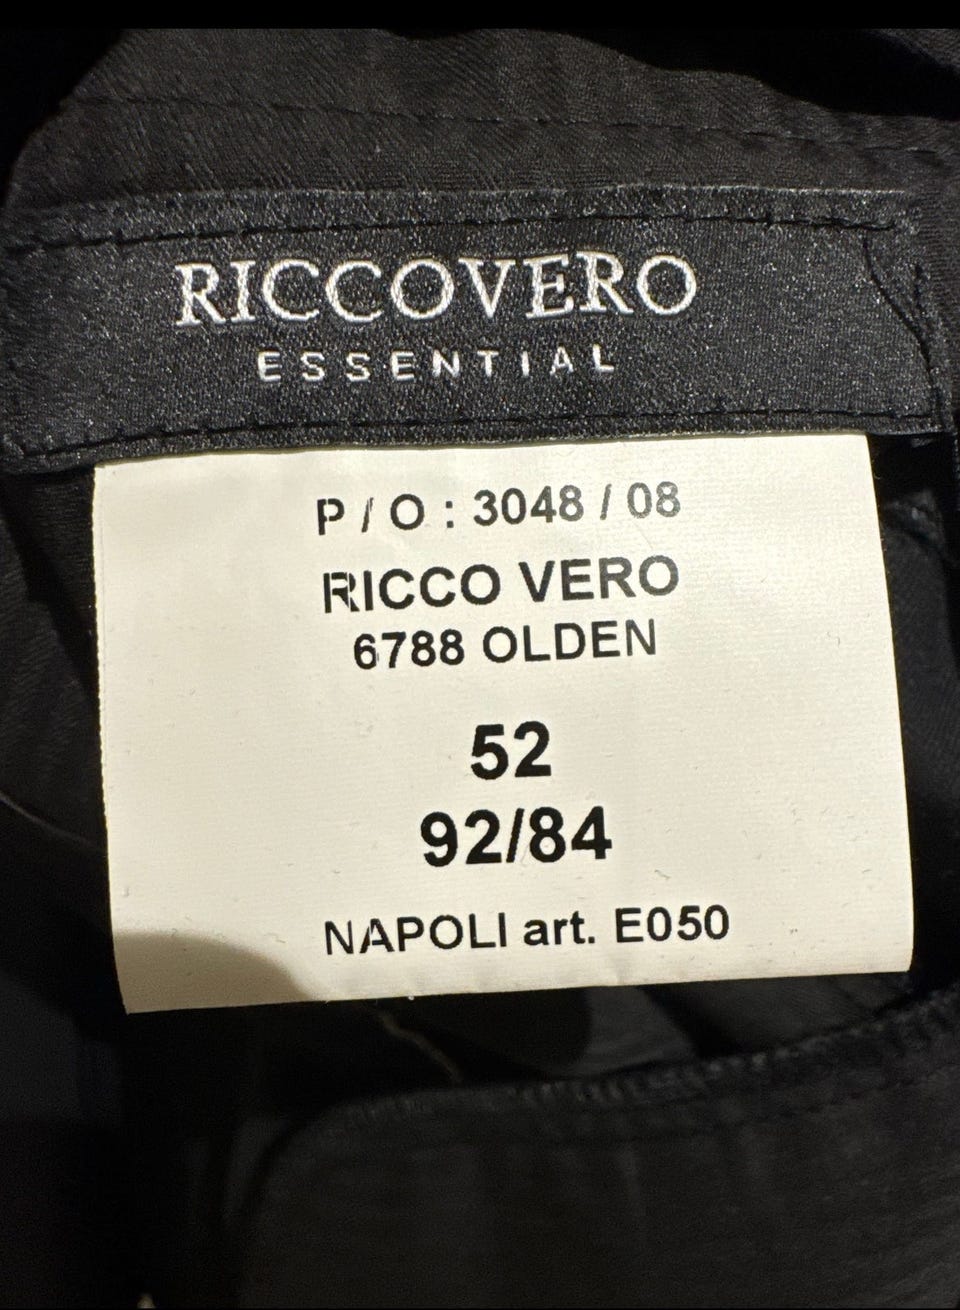 RICCOVERO
ESSENTIAL
P / O : 3048 / 08
RICCO VERO
6788 OLDEN
52
92/84
NAPOLI art. E050